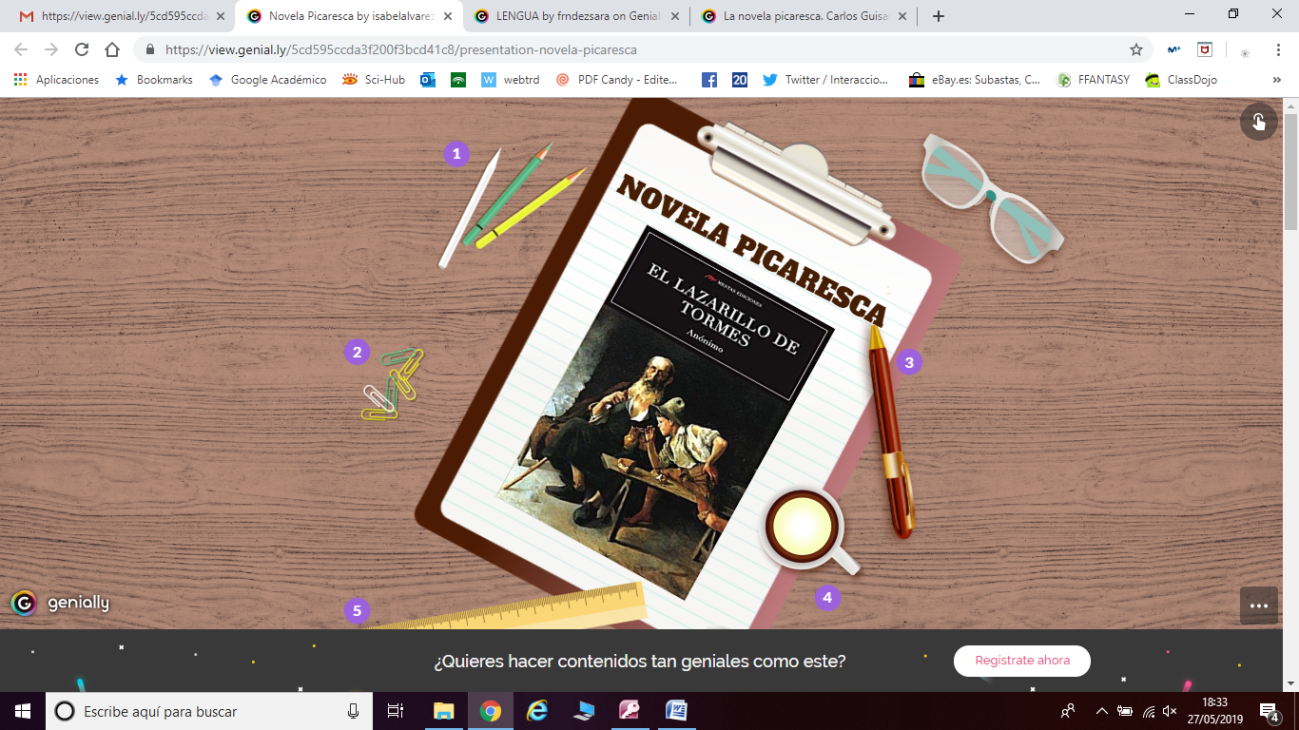 https://view.genial.ly/5cd595ccda
Novela Picaresca by isabelalvarez
LENGUA by frndezsara on Genial
La novela picaresca. Carlos Guisa
https://view.genial.ly/5cd595ccda3f200f3bcd41c8/presentation-novela-picaresca
Aplicaciones
Bookmarks
Google Académico
Sci-Hub
webtrd
PDF Candy - Edite...
20
Twitter / Interaccio...
eBay.es: Subastas, C...
FFANTASY
ClassDojo
»
1
NOVELA PICARESCA
MESTAS EDICIONES
EL LAZARILLO DE
TORMES
Anónimo
2
3
4
5
genially
¿Quieres hacer contenidos tan geniales como este?
Regístrate ahora
Escribe aquí para buscar
18:33
27/05/2019
4